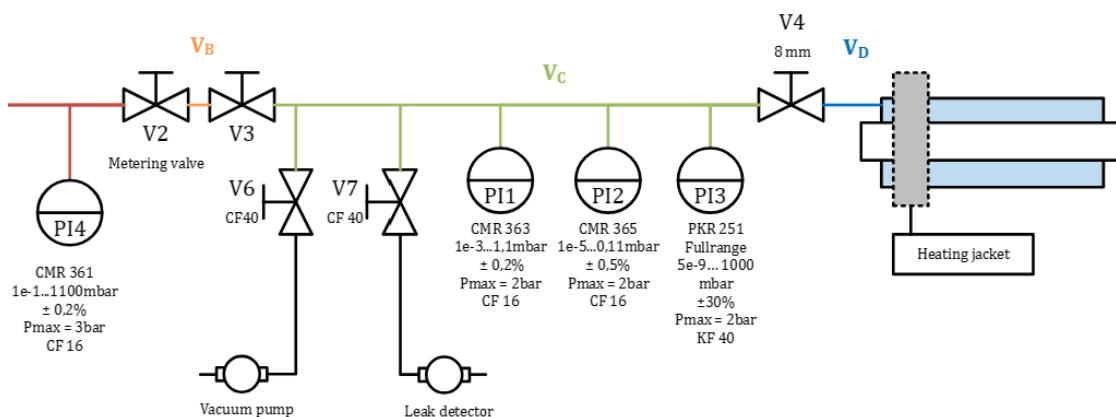 V4
8 mm
V_B
V_C
V_D
V2
V3
Metering valve
V6
CF40
V7
CF 40
PI4
CMR 361
1e-1...1100mbar
± 0,2%
Pmax = 3bar
CF 16
PI1
CMR 363
1e-3...1,1mbar
± 0,2%
Pmax = 2bar
CF 16
PI2
CMR 365
1e-5...0,11mbar
± 0,5%
Pmax = 2bar
CF 16
PI3
PKR 251
Fullrange
5e-9... 1000
mbar
±30%
Pmax = 2bar
KF 40
Heating jacket
Vacuum pump
Leak detector